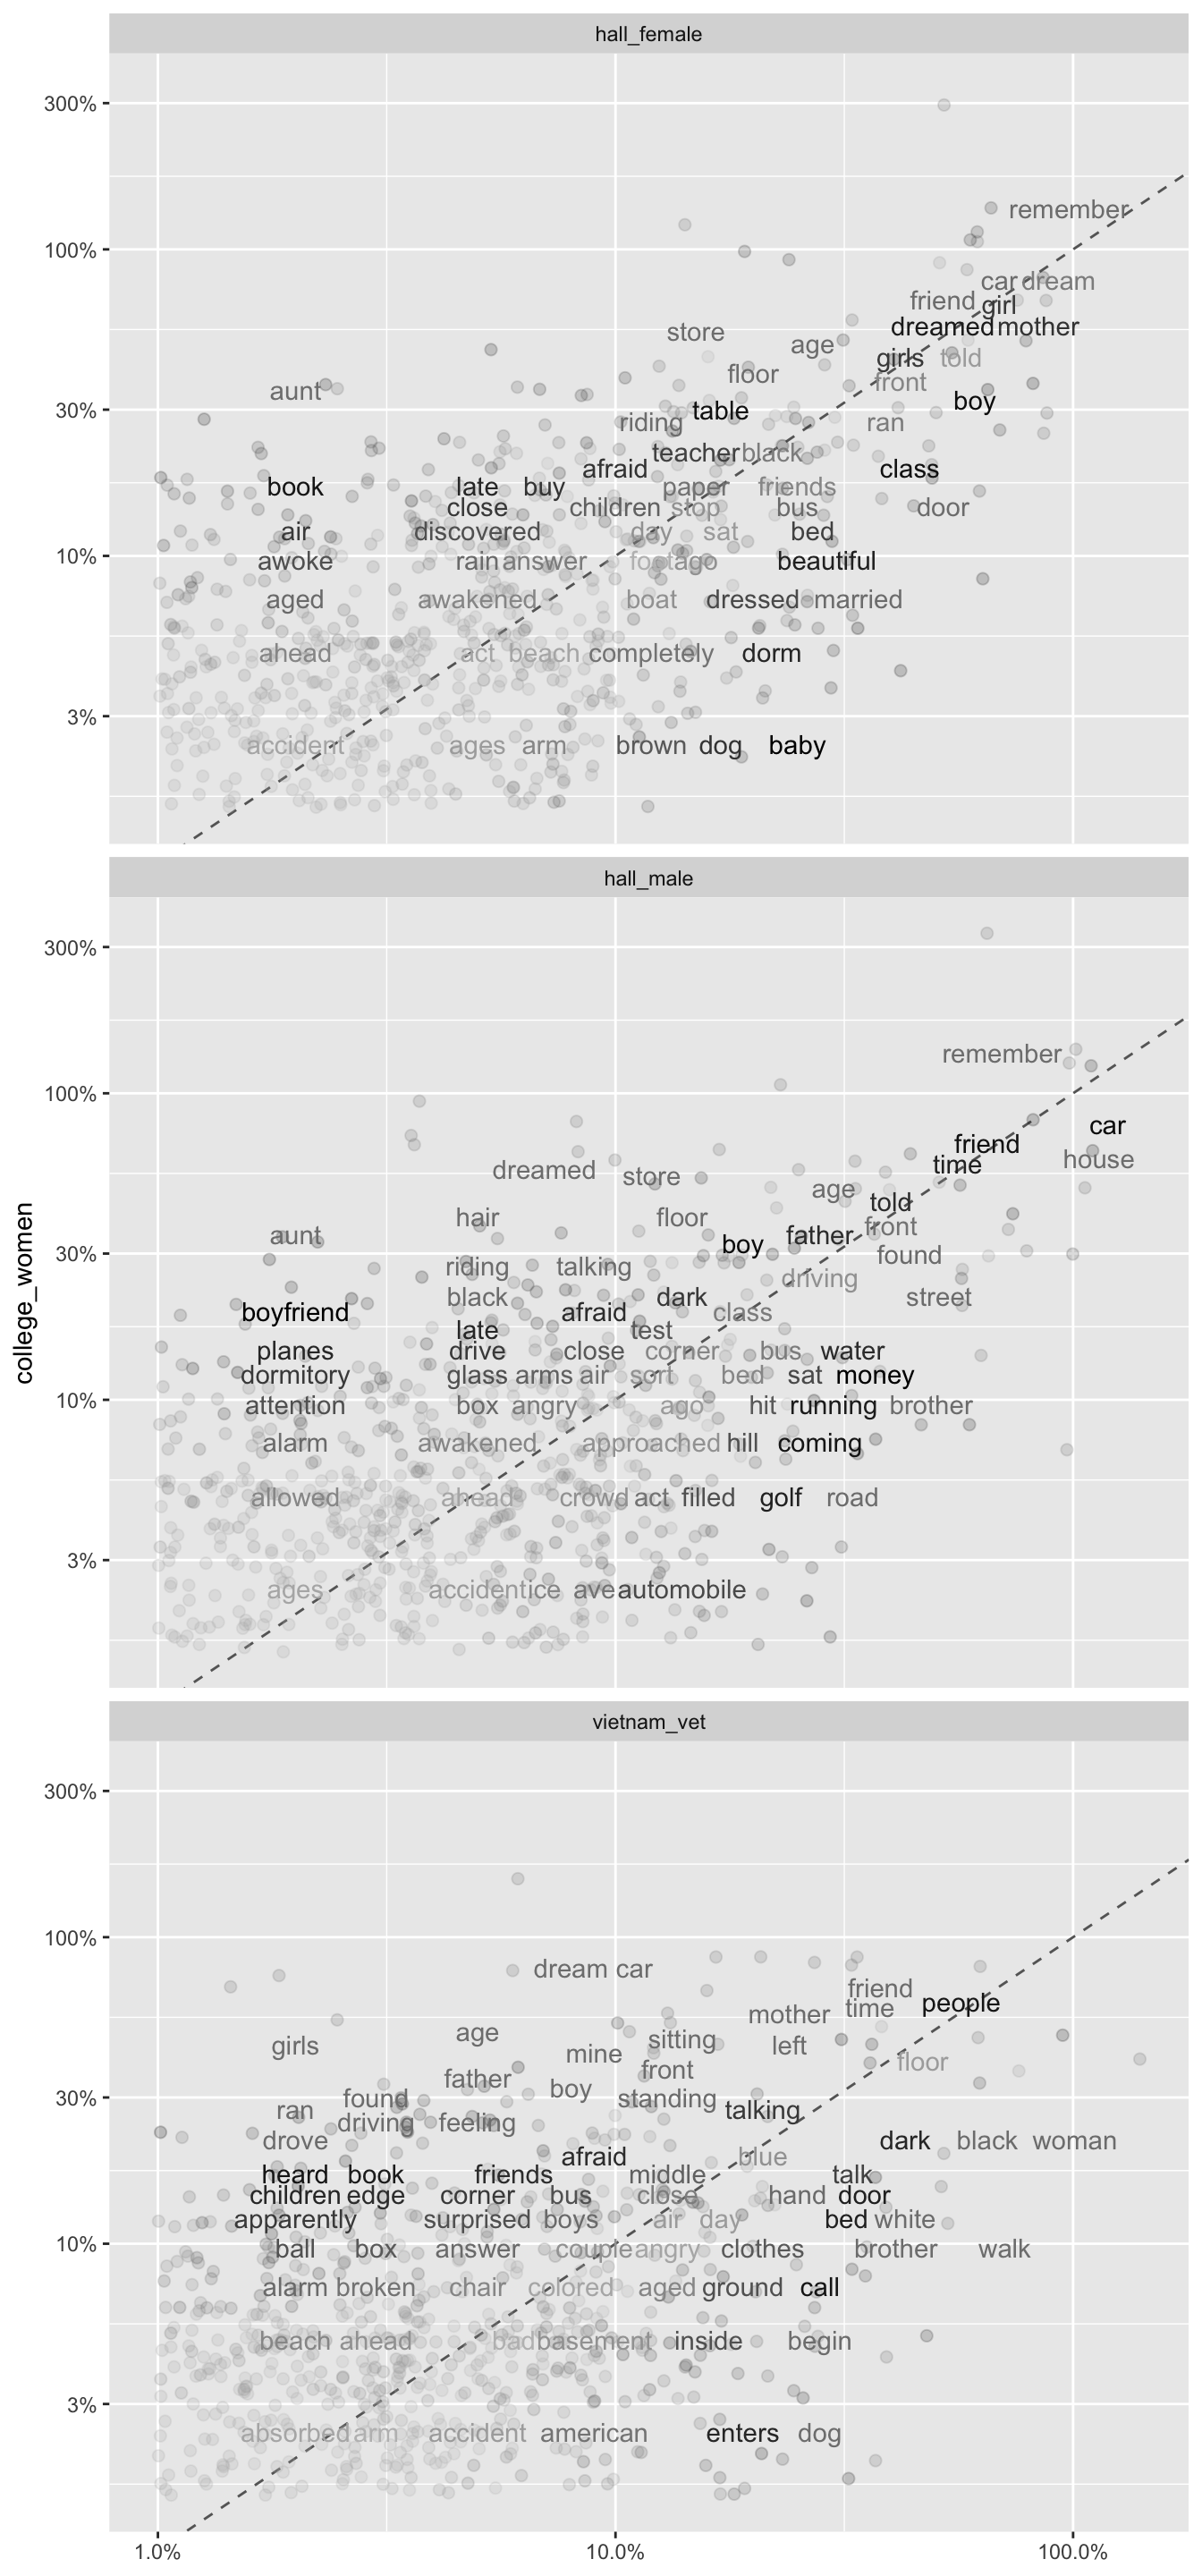 hall_female
300%
remember
100%
car dream
friend girl
dreamed mother
store
age
girls told
floor
front
aunt
boy
30%
table
riding
ran
teacher black
afraid
class
book late buy paper friends
close children stop bus door
air discovered day sat bed
10%
awoke rain answer foot ago beautiful
aged awakened boat dressed married
ahead act beach completely dorm
3%
accident ages arm brown dog baby
hall_male
300%
remember
100%
car
friend
time house
dreamed store
age
told
hair floor
front
aunt father
boy
30%
found
riding talking
driving
black dark street
boyfriend afraid class
late test
planes drive close corner bus water
dormitory glass arms air sort bed sat money
10%
attention box angry ago hit running brother
alarm awakened approached hill coming
allowed ahead crowd act filled golf road
3%
ages accident ice ave automobile
college_women
vietnam_vet
300%
100%
dream car
friend
people
mother time
age
sitting
girls left
mine
floor
front
father
boy
30%
found standing
ran talking
driving feeling
drove dark black woman
afraid blue
heard book friends middle talk
children edge corner bus close hand door
apparently surprised boys air day bed white
10%
ball box answer couple angry clothes brother walk
alarm broken chair colored aged ground call
beach ahead bad basement inside begin
3%
absorbed arm accident american enters dog
1.0% 10.0% 100.0%